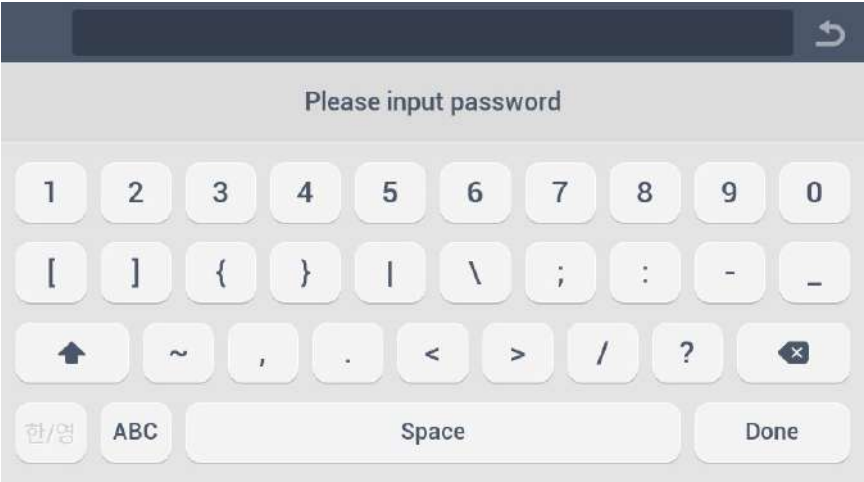 Please input password
1 2 3 4 5 6 7 8 9 0
[ ] { } | \ ; : - _
~ , . < > / ?
한/영 ABC Space Done